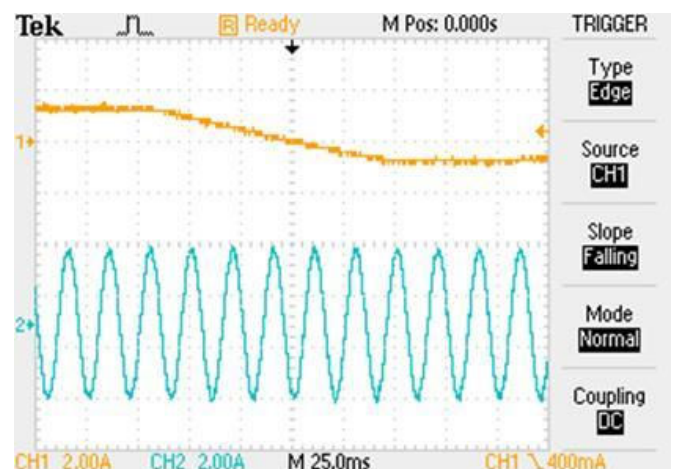 Tek R Ready M Pos: 0.000s TRIGGER
Type
Edge
1
Source
CH1
Slope
Falling
2
Mode
Normal
Coupling
DC
CH1 2.00A CH2 2.00A M 25.0ms CH1 400mA